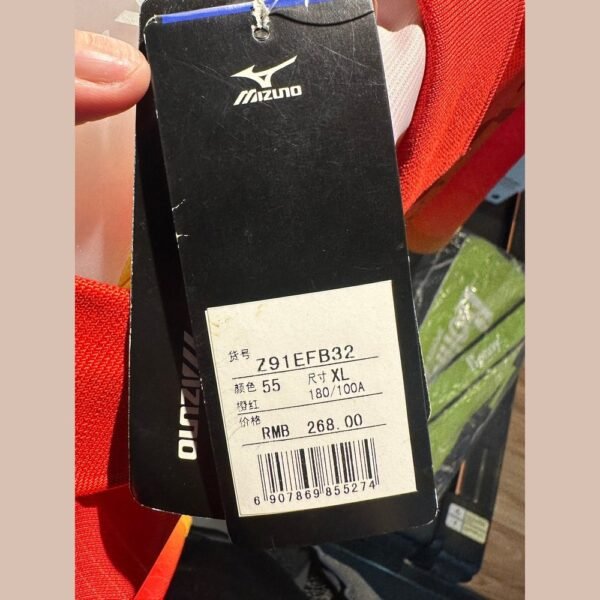 MIZUNO
货号 Z91EFB32
颜色 55 尺寸 XL
橙红 180/100A
价格
RMB 268.00
6 907869 855274
MIZUNO